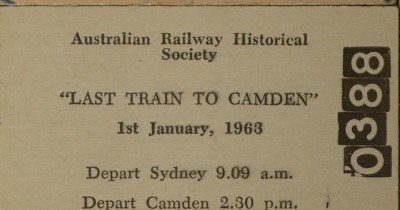 Australian Railway Historical
Society
"LAST TRAIN TO CAMDEN"
1st January, 1963
Depart Sydney 9.09 a.m.
Depart Camden 2.30 p.m.
0388